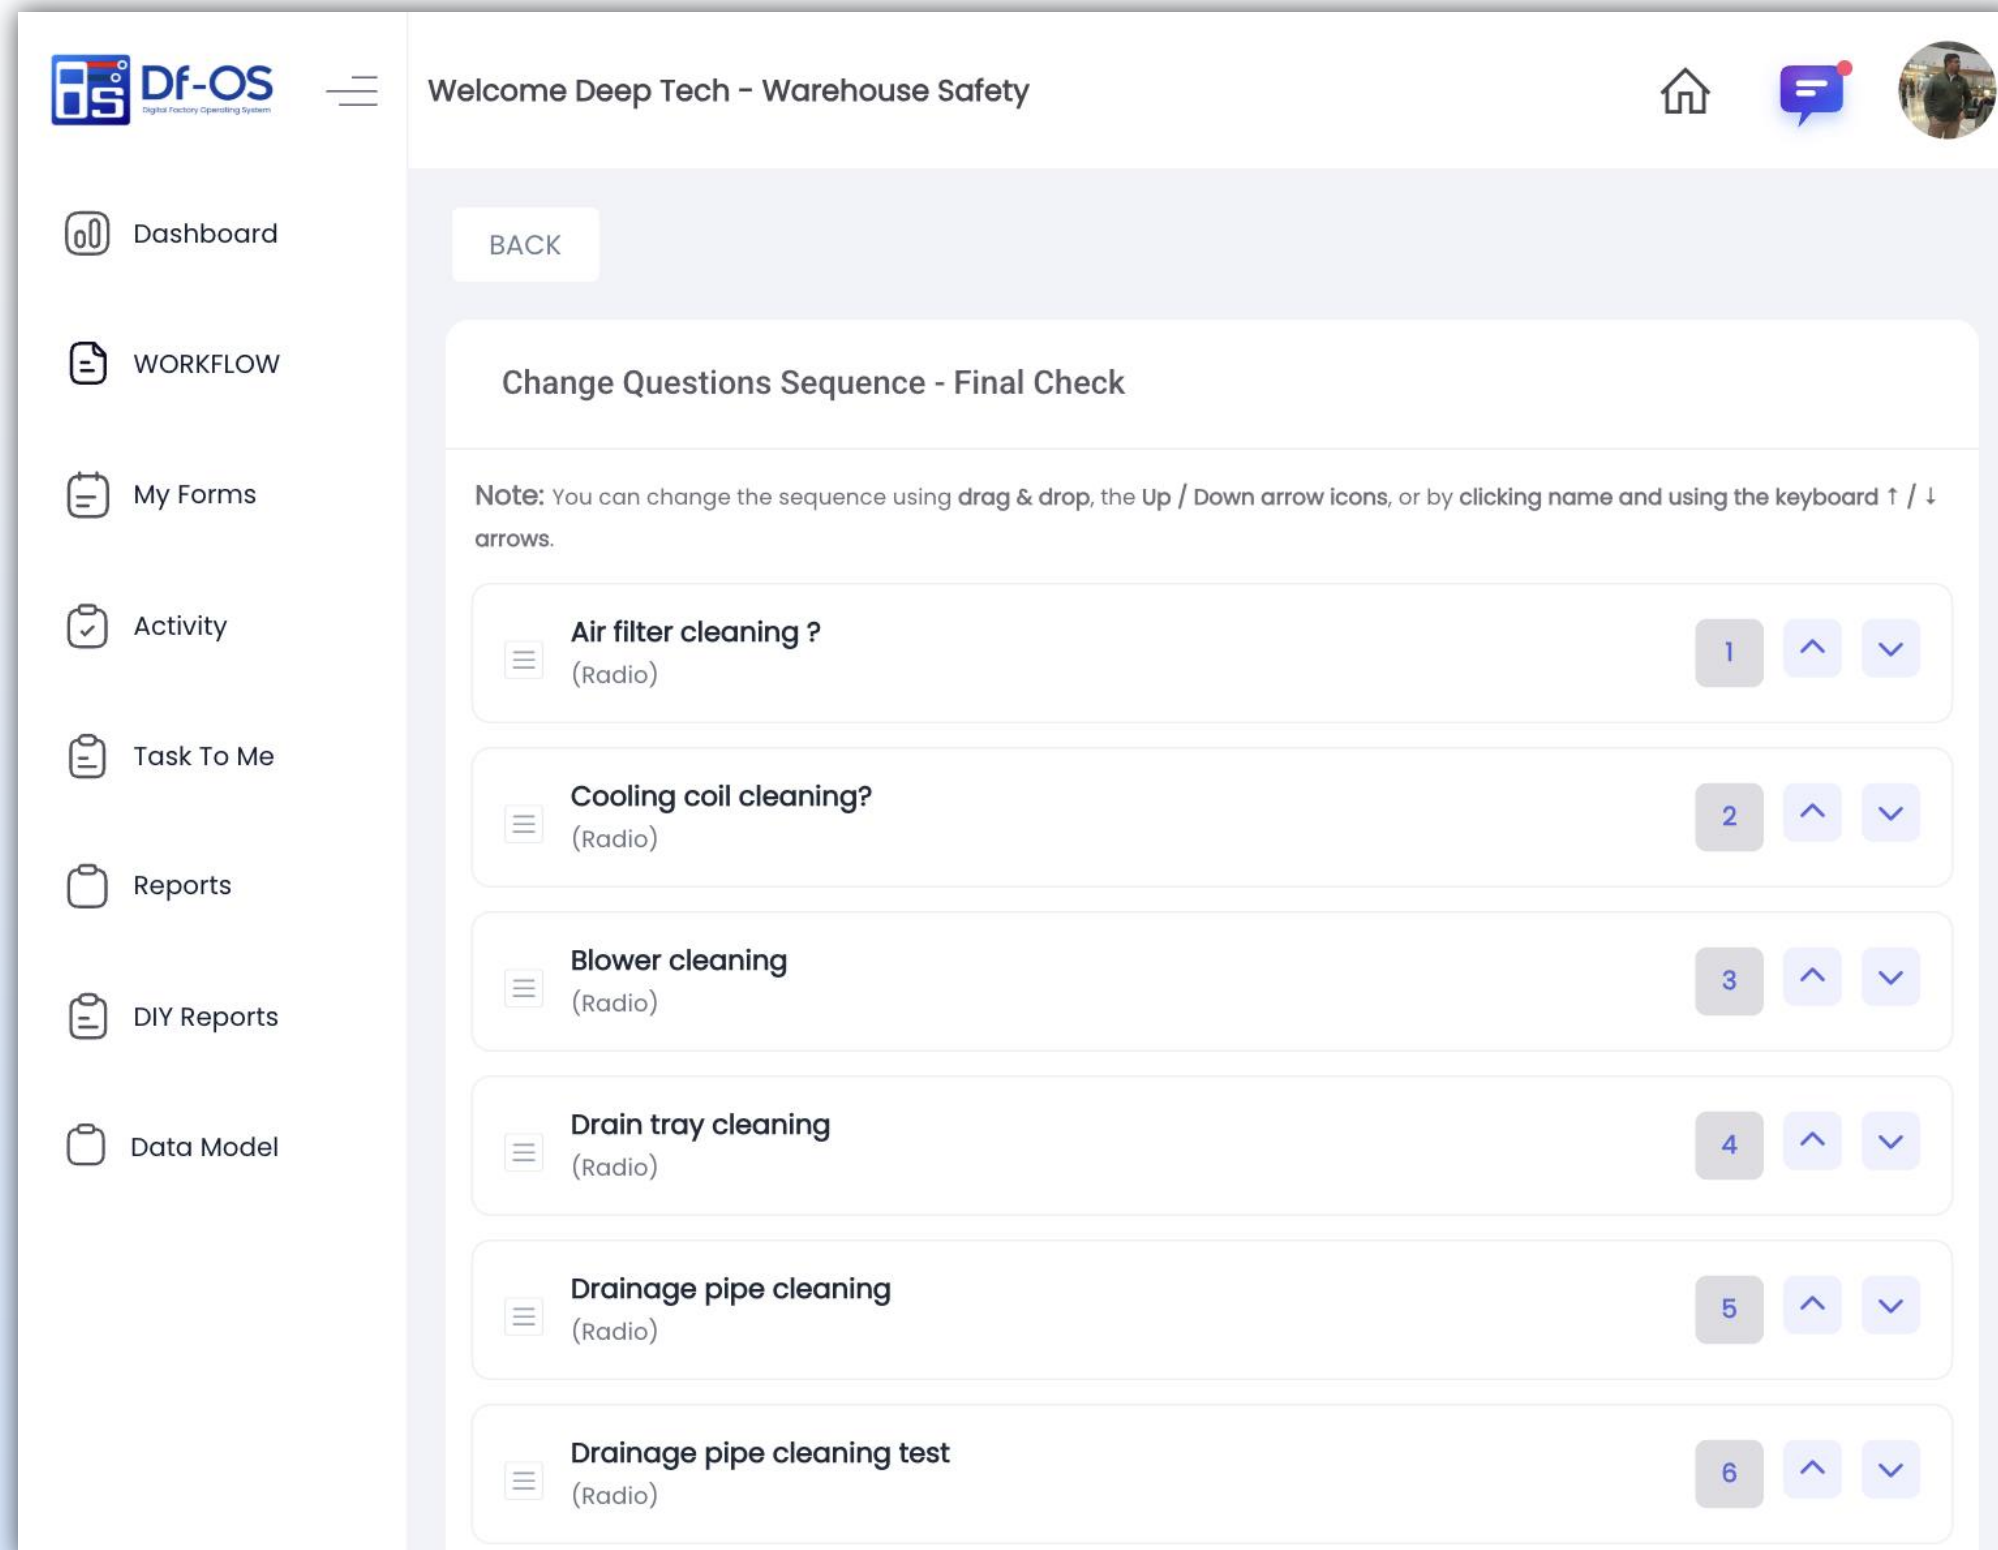 Df-OS
Digital Factory Operating System
Welcome Deep Tech - Warehouse Safety
Dashboard
WORKFLOW
My Forms
Activity
Task To Me
Reports
DIY Reports
Data Model
BACK
Change Questions Sequence - Final Check
Note: You can change the sequence using drag & drop, the Up / Down arrow icons, or by clicking name and using the keyboard ↑ / ↓
arrows.
Air filter cleaning ?
(Radio)
1
Cooling coil cleaning?
(Radio)
2
Blower cleaning
(Radio)
3
Drain tray cleaning
(Radio)
4
Drainage pipe cleaning
(Radio)
5
Drainage pipe cleaning test
(Radio)
6